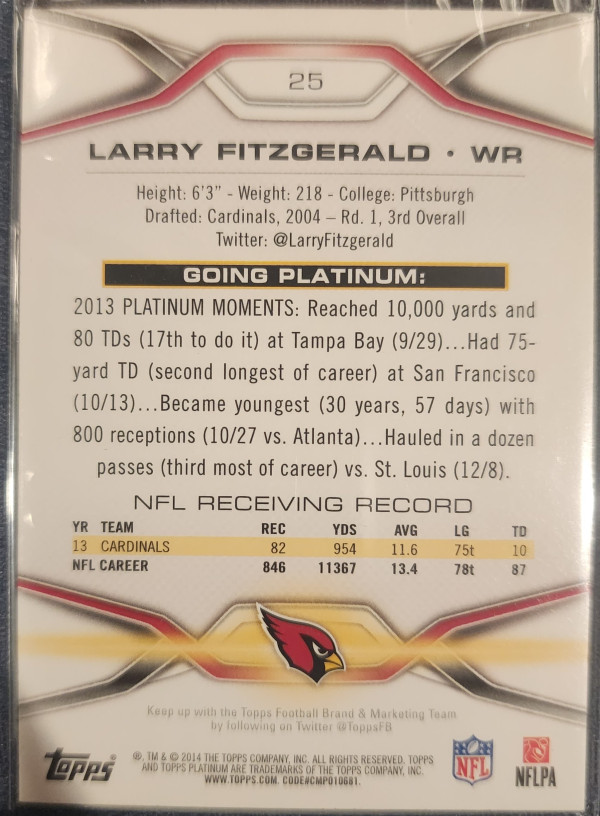 25
LARRY FITZGERALD • WR
Height: 6'3" - Weight: 218 - College: Pittsburgh
Drafted: Cardinals, 2004 – Rd. 1, 3rd Overall
Twitter: @LarryFitzgerald
GOING PLATINUM:
2013 PLATINUM MOMENTS: Reached 10,000 yards and
80 TDs (17th to do it) at Tampa Bay (9/29)...Had 75-
yard TD (second longest of career) at San Francisco
(10/13)...Became youngest (30 years, 57 days) with
800 receptions (10/27 vs. Atlanta)...Hauled in a dozen
passes (third most of career) vs. St. Louis (12/8).
NFL RECEIVING RECORD
YR TEAM REC YDS AVG LG TD
13 CARDINALS 82 954 11.6 75t 10
NFL CAREER 846 11367 13.4 78t 87
Keep up with the Topps Football Brand & Marketing Team
by following on Twitter @ToppsFB
Topps
®, TM & © 2014 THE TOPPS COMPANY, INC. ALL RIGHTS RESERVED. TOPPS
AND TOPPS PLATINUM ARE TRADEMARKS OF THE TOPPS COMPANY, INC.
WWW.TOPPS.COM. CODE#CMP010681.
NFL
NFLPA